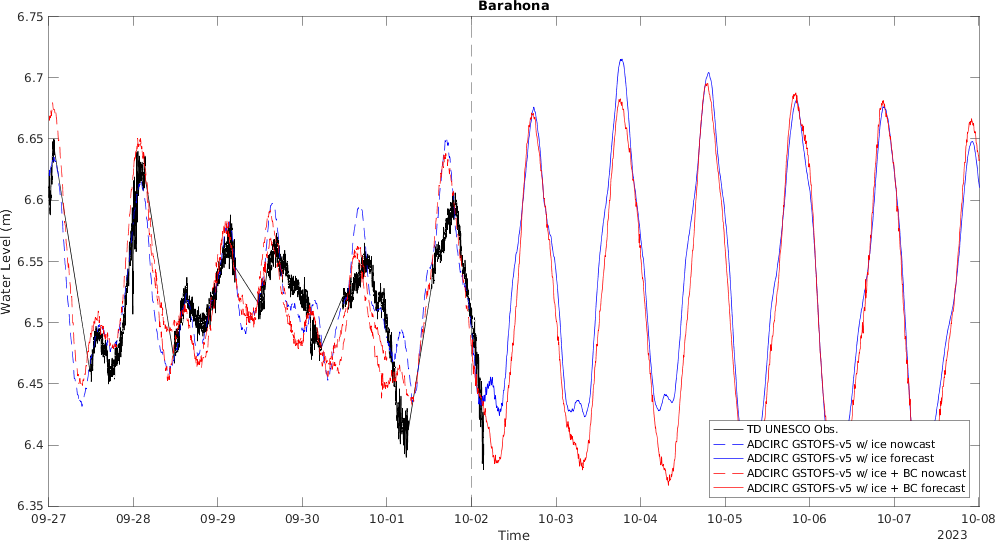 Barahona
6.75
6.7
6.65
6.6
6.55
6.5
6.45
6.4
6.35
Water Level (m)
TD UNESCO Obs.
ADCIRC GSTOFS-v5 w/ ice nowcast
ADCIRC GSTOFS-v5 w/ ice forecast
ADCIRC GSTOFS-v5 w/ ice + BC nowcast
ADCIRC GSTOFS-v5 w/ ice + BC forecast
09-27 09-28 09-29 09-30 10-01 10-02 10-03 10-04 10-05 10-06 10-07 10-08
Time
2023